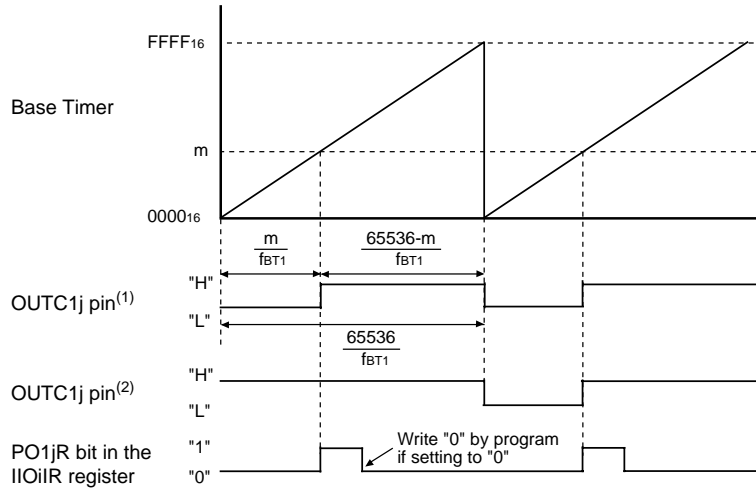 FFFF16
Base Timer
m
000016
m
fBT1
65536-m
fBT1
"H"
OUTC1j pin(1)
"L"
65536
fBT1
"H"
OUTC1j pin(2)
"L"
PO1jR bit in the
IIOiIR register
"1"
"0"
Write "0" by program
if setting to "0"